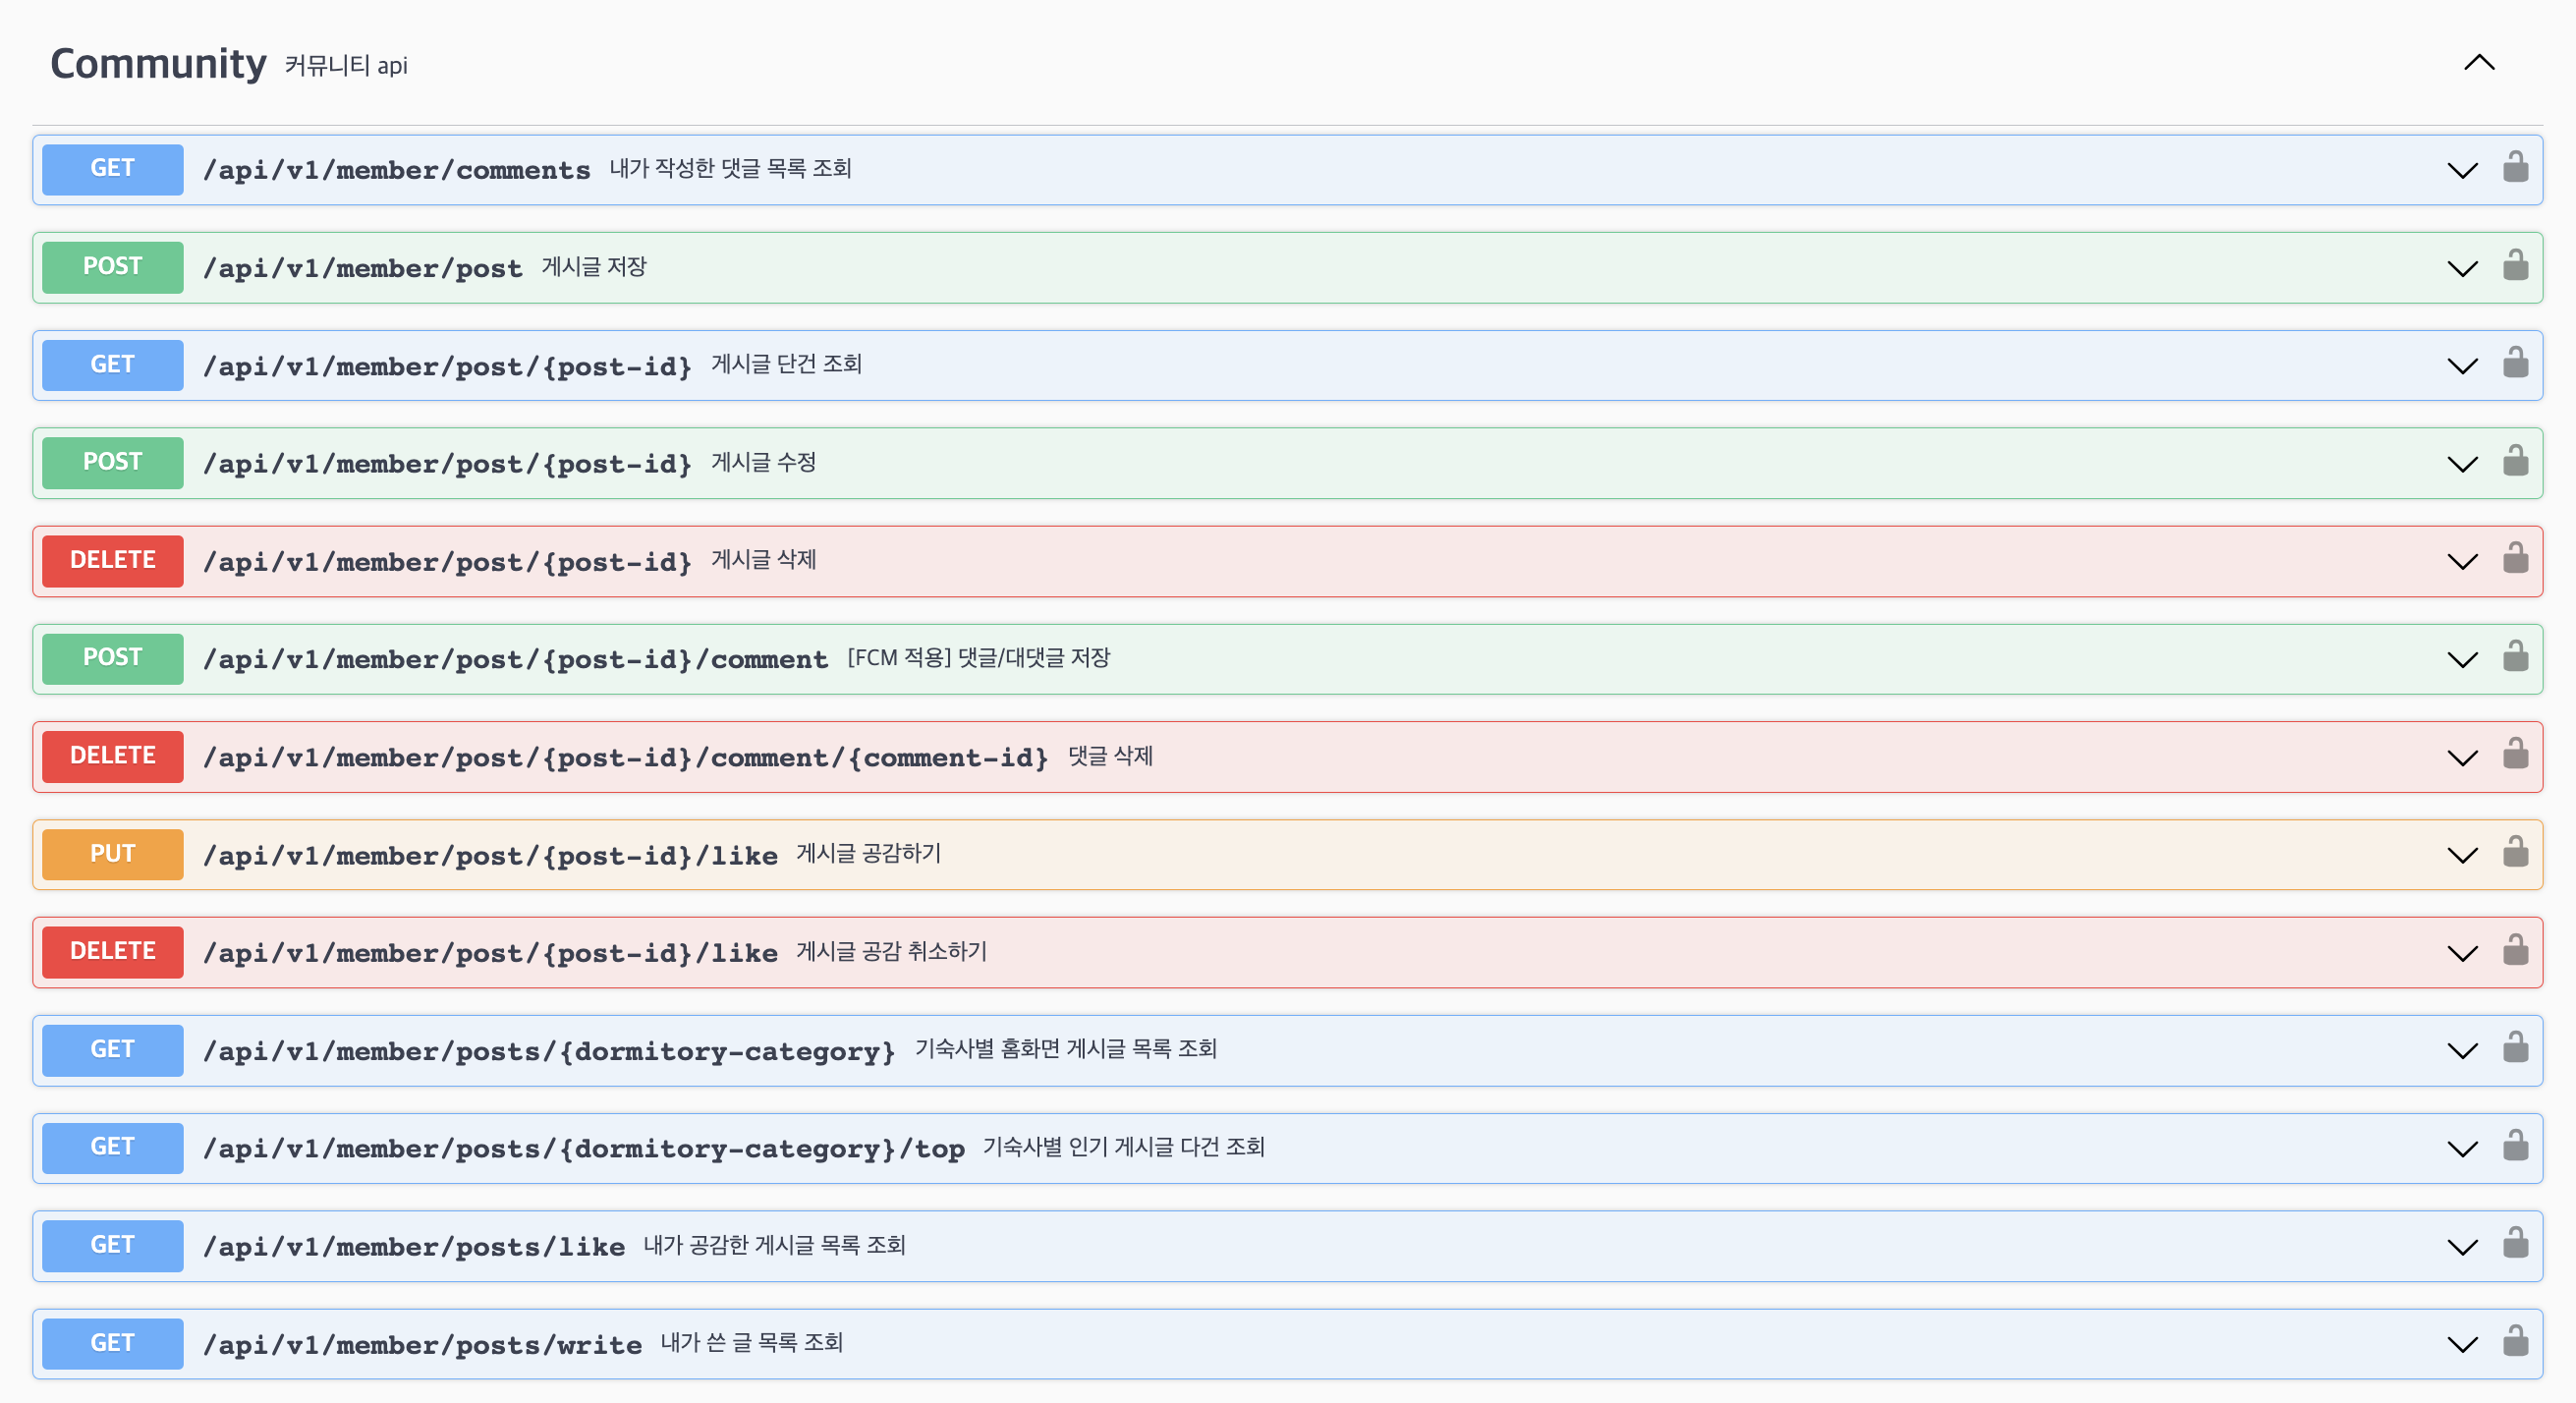 Community 커뮤니티 api
GET /api/v1/member/comments 내가 작성한 댓글 목록 조회
POST /api/v1/member/post 게시글 저장
GET /api/v1/member/post/{post-id} 게시글 단건 조회
POST /api/v1/member/post/{post-id} 게시글 수정
DELETE /api/v1/member/post/{post-id} 게시글 삭제
POST /api/v1/member/post/{post-id}/comment [FCM 적용] 댓글/대댓글 저장
DELETE /api/v1/member/post/{post-id}/comment/{comment-id} 댓글 삭제
PUT /api/v1/member/post/{post-id}/like 게시글 공감하기
DELETE /api/v1/member/post/{post-id}/like 게시글 공감 취소하기
GET /api/v1/member/posts/{dormitory-category} 기숙사별 홈화면 게시글 목록 조회
GET /api/v1/member/posts/{dormitory-category}/top 기숙사별 인기 게시글 다건 조회
GET /api/v1/member/posts/like 내가 공감한 게시글 목록 조회
GET /api/v1/member/posts/write 내가 쓴 글 목록 조회